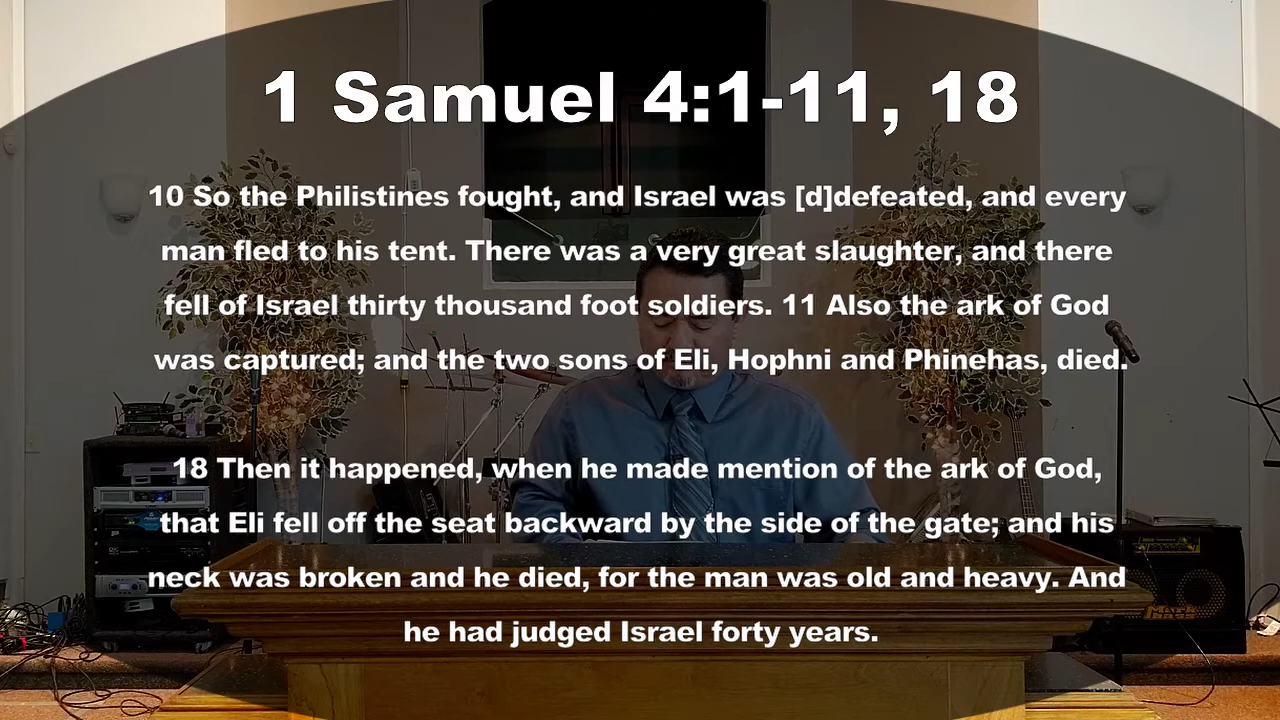 1 Samuel 4:1-11, 18
10 So the Philistines fought, and Israel was [d]defeated, and every
man fled to his tent. There was a very great slaughter, and there
fell of Israel thirty thousand foot soldiers. 11 Also the ark of God
was captured; and the two sons of Eli, Hophni and Phinehas, died.
18 Then it happened, when he made mention of the ark of God,
that Eli fell off the seat backward by the side of the gate; and his
neck was broken and he died, for the man was old and heavy. And
he had judged Israel forty years.